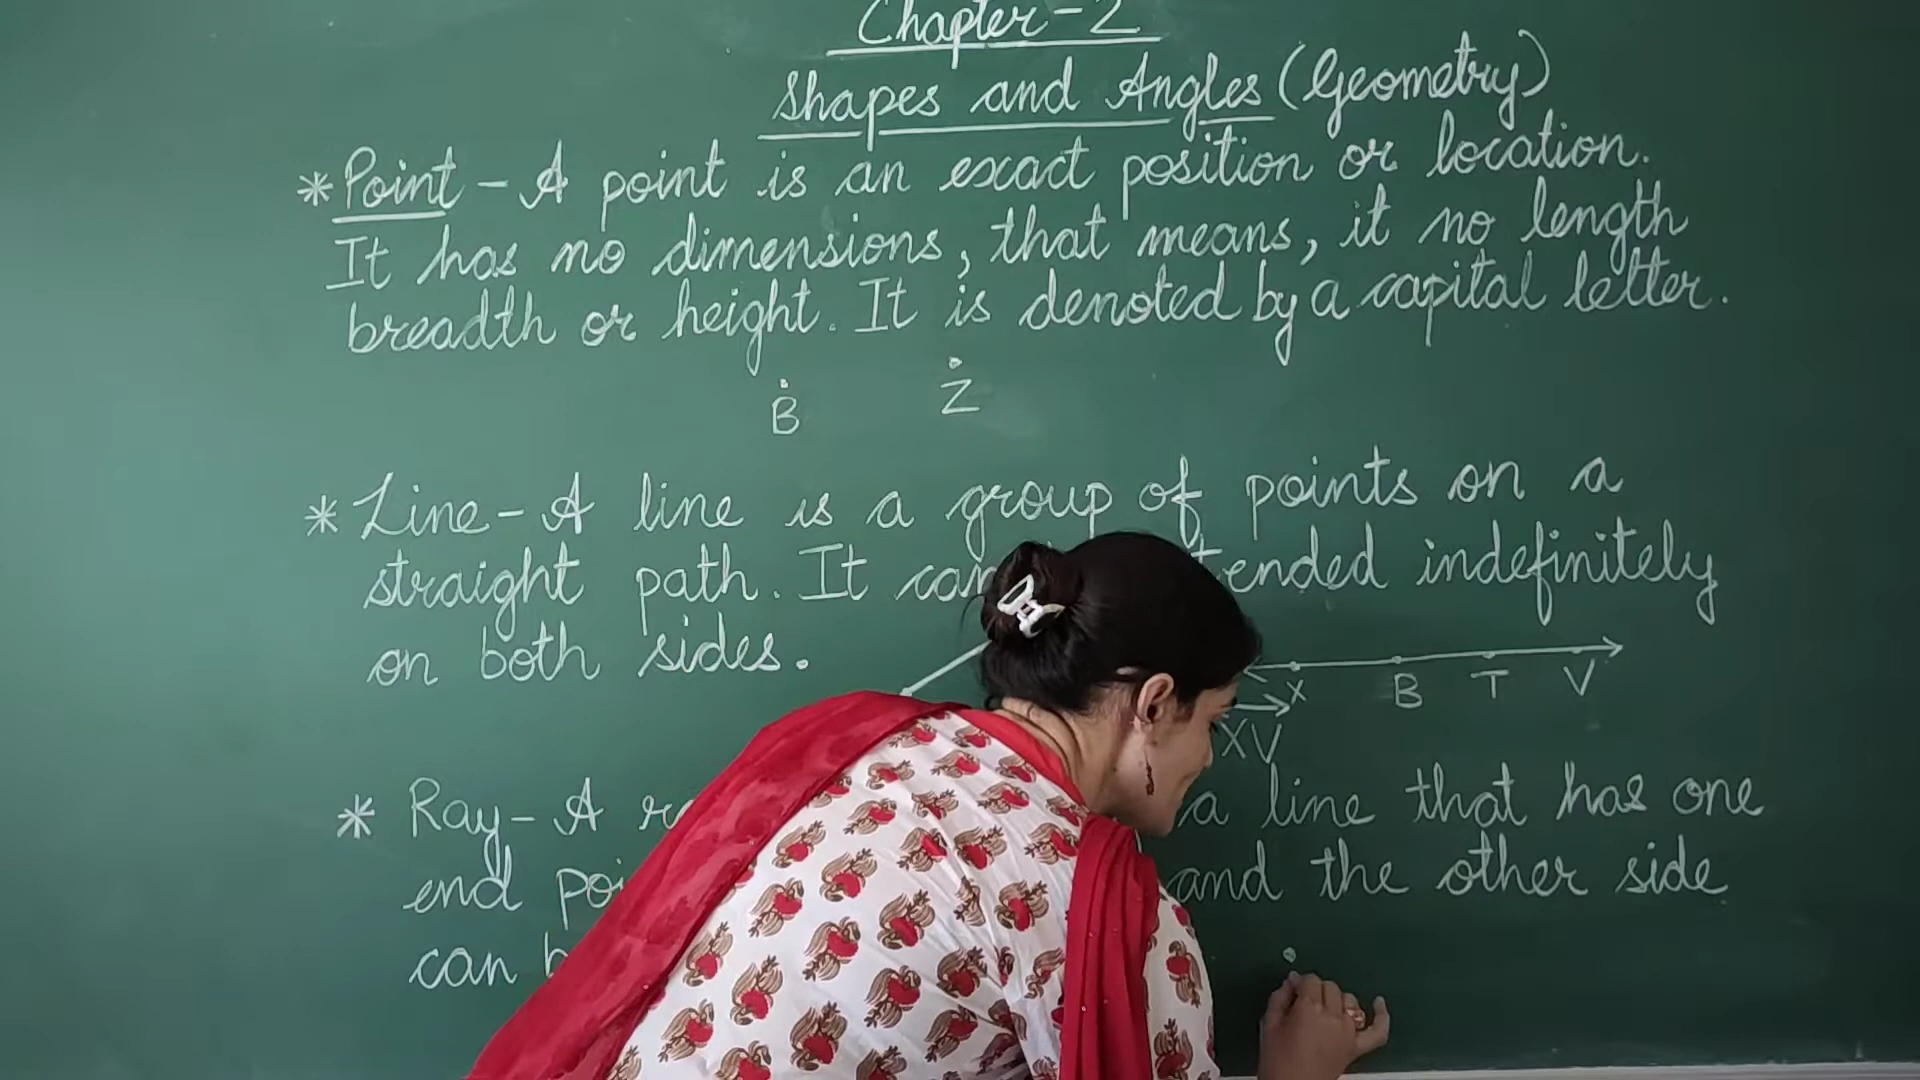 Chapter - 2
Shapes and Angles (Geometry)
* Point - A point is an exact position or location.
It has no dimensions, that means, it no length
breadth or height. It is denoted by a capital letter.
B Z
* Line - A line is a group of points on a
straight path. It can ended indefinitely
on both sides.
X B T V
XV
* Ray - A a line that has one
end and the other side
can